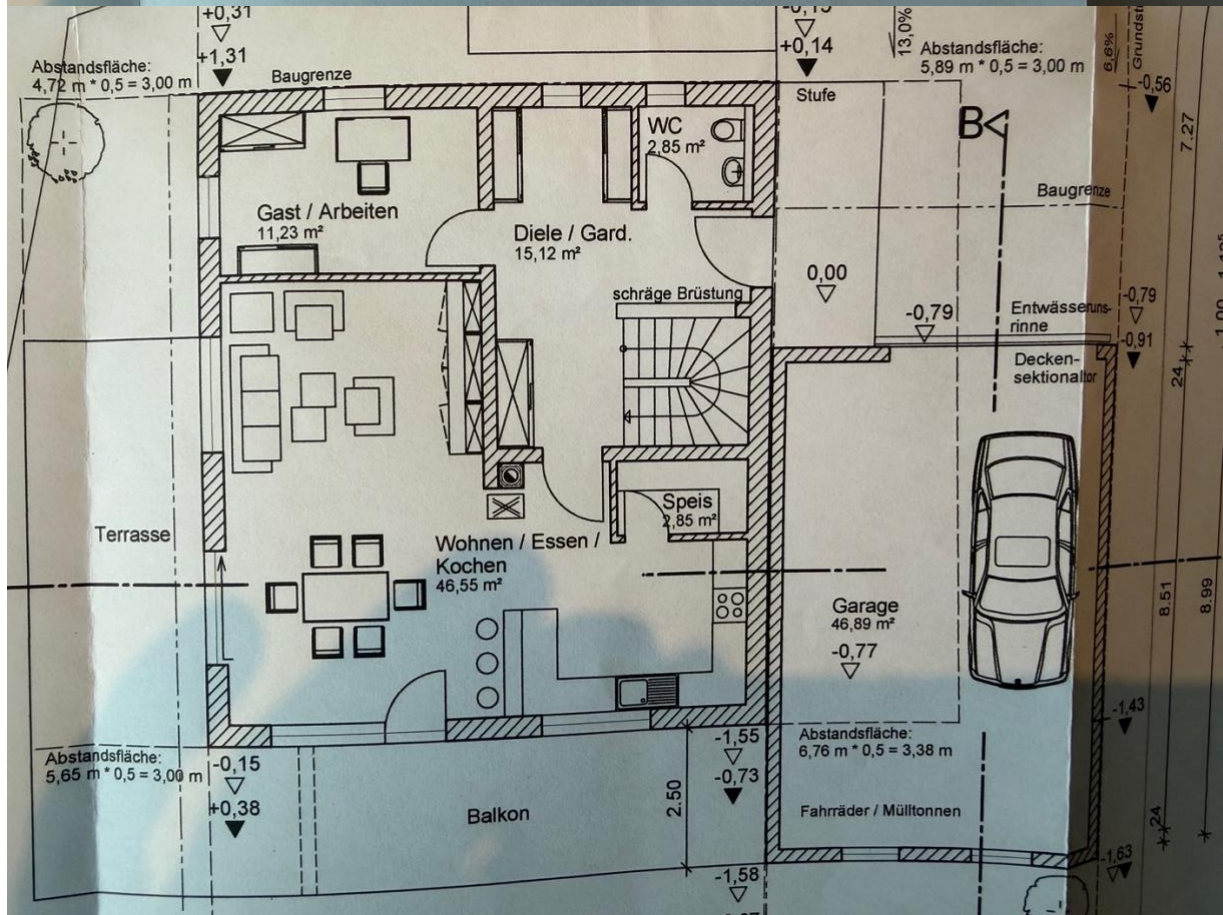 +0,31
+1,31
-0,15
+0,14
13,0%
Abstandsfläche:
4,72 m * 0,5 = 3,00 m
Baugrenze
Abstandsfläche:
5,89 m * 0,5 = 3,00 m
6,6%
-0,56
Stufe
B
7.27
WC
2,85 m²
Baugrenze
Gast / Arbeiten
11,23 m²
Diele / Gard.
15,12 m²
0,00
schräge Brüstung
-0,79
-0,79
Entwässerungs-
rinne
-0,91
Decken-
sektionaltor
24
Terrasse
Speis
2,85 m²
Wohnen / Essen /
Kochen
46,55 m²
Garage
46,89 m²
-0,77
8.51
8.99
-1,43
Abstandsfläche:
5,65 m * 0,5 = 3,00 m
-0,15
+0,38
-1,55
-0,73
Abstandsfläche:
6,76 m * 0,5 = 3,38 m
2.50
Balkon
Fahrräder / Mülltonnen
24
-1,63
-1,58